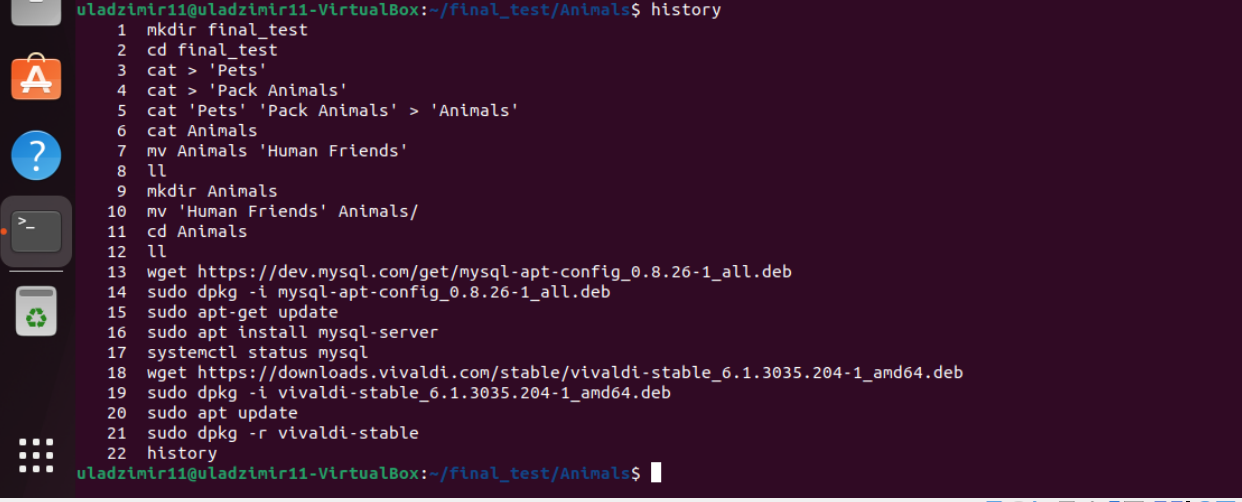 uladzimir11@uladzimir11-VirtualBox:~/final_test/Animals$ history
1 mkdir final_test
2 cd final_test
3 cat > 'Pets'
4 cat > 'Pack Animals'
5 cat 'Pets' 'Pack Animals' > 'Animals'
6 cat Animals
7 mv Animals 'Human Friends'
8 ll
9 mkdir Animals
10 mv 'Human Friends' Animals/
11 cd Animals
12 ll
13 wget https://dev.mysql.com/get/mysql-apt-config_0.8.26-1_all.deb
14 sudo dpkg -i mysql-apt-config_0.8.26-1_all.deb
15 sudo apt-get update
16 sudo apt install mysql-server
17 systemctl status mysql
18 wget https://downloads.vivaldi.com/stable/vivaldi-stable_6.1.3035.204-1_amd64.deb
19 sudo dpkg -i vivaldi-stable_6.1.3035.204-1_amd64.deb
20 sudo apt update
21 sudo dpkg -r vivaldi-stable
22 history
uladzimir11@uladzimir11-VirtualBox:~/final_test/Animals$